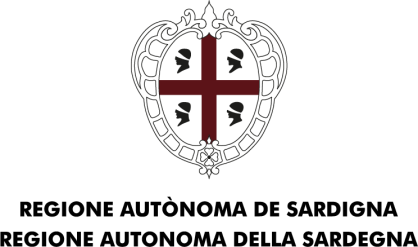 REGIONE AUTÒNOMA DE SARDIGNA
REGIONE AUTONOMA DELLA SARDEGNA